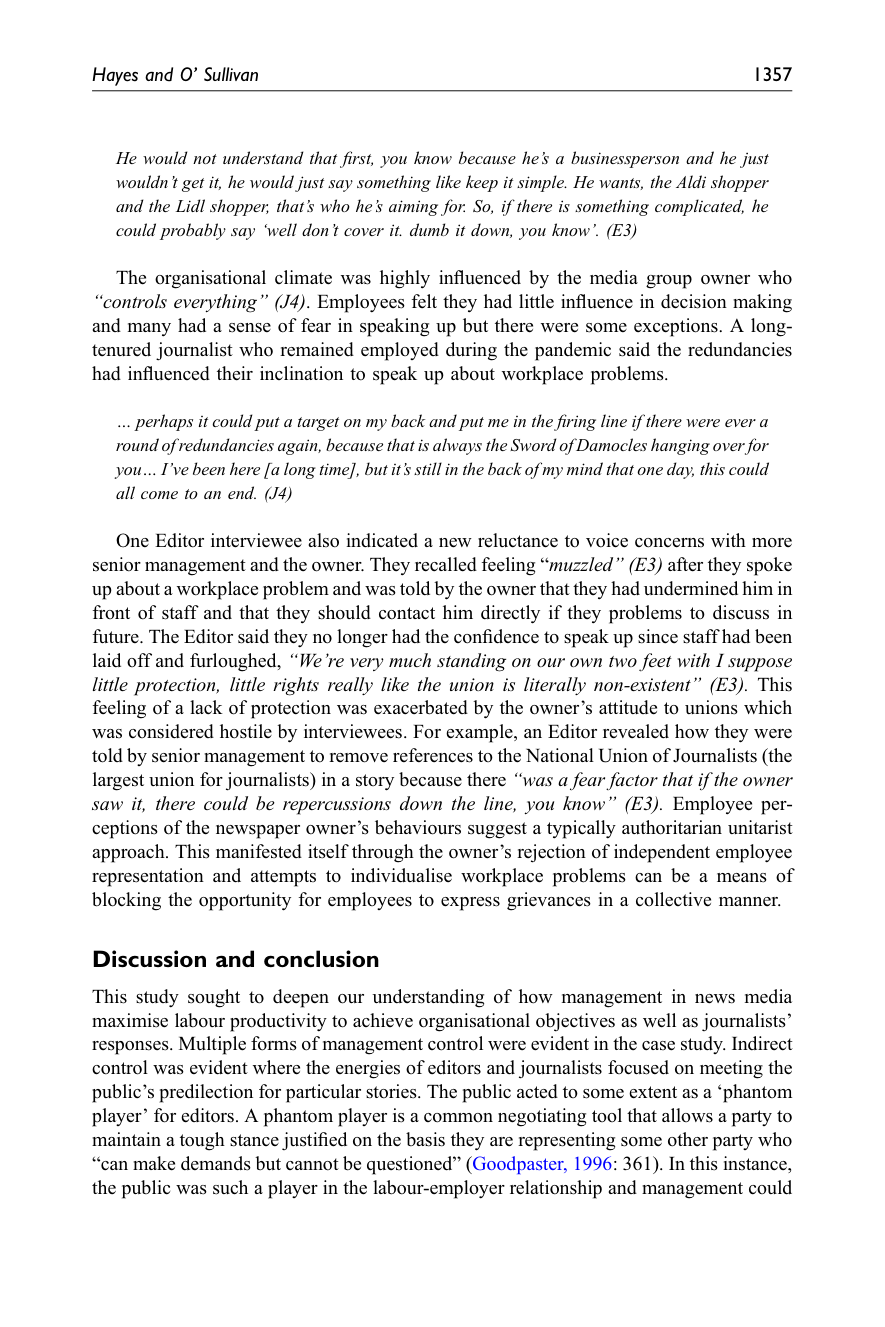 Hayes and O’ Sullivan 1357
He would not understand that first, you know because he’s a businessperson and he just
wouldn’t get it, he would just say something like keep it simple. He wants, the Aldi shopper
and the Lidl shopper, that’s who he’s aiming for. So, if there is something complicated, he
could probably say ‘well don’t cover it. dumb it down, you know’. (E3)
The organisational climate was highly influenced by the media group owner who
“controls everything” (J4). Employees felt they had little influence in decision making
and many had a sense of fear in speaking up but there were some exceptions. A long-
tenured journalist who remained employed during the pandemic said the redundancies
had influenced their inclination to speak up about workplace problems.
… perhaps it could put a target on my back and put me in the firing line if there were ever a
round of redundancies again, because that is always the Sword of Damocles hanging over for
you… I’ve been here [a long time], but it’s still in the back of my mind that one day, this could
all come to an end. (J4)
One Editor interviewee also indicated a new reluctance to voice concerns with more
senior management and the owner. They recalled feeling “muzzled” (E3) after they spoke
up about a workplace problem and was told by the owner that they had undermined him in
front of staff and that they should contact him directly if they problems to discuss in
future. The Editor said they no longer had the confidence to speak up since staff had been
laid off and furloughed, “We’re very much standing on our own two feet with I suppose
little protection, little rights really like the union is literally non-existent” (E3). This
feeling of a lack of protection was exacerbated by the owner’s attitude to unions which
was considered hostile by interviewees. For example, an Editor revealed how they were
told by senior management to remove references to the National Union of Journalists (the
largest union for journalists) in a story because there “was a fear factor that if the owner
saw it, there could be repercussions down the line, you know” (E3). Employee per-
ceptions of the newspaper owner’s behaviours suggest a typically authoritarian unitarist
approach. This manifested itself through the owner’s rejection of independent employee
representation and attempts to individualise workplace problems can be a means of
blocking the opportunity for employees to express grievances in a collective manner.
Discussion and conclusion
This study sought to deepen our understanding of how management in news media
maximise labour productivity to achieve organisational objectives as well as journalists’
responses. Multiple forms of management control were evident in the case study. Indirect
control was evident where the energies of editors and journalists focused on meeting the
public’s predilection for particular stories. The public acted to some extent as a ‘phantom
player’ for editors. A phantom player is a common negotiating tool that allows a party to
maintain a tough stance justified on the basis they are representing some other party who
“can make demands but cannot be questioned” (Goodpaster, 1996: 361). In this instance,
the public was such a player in the labour-employer relationship and management could